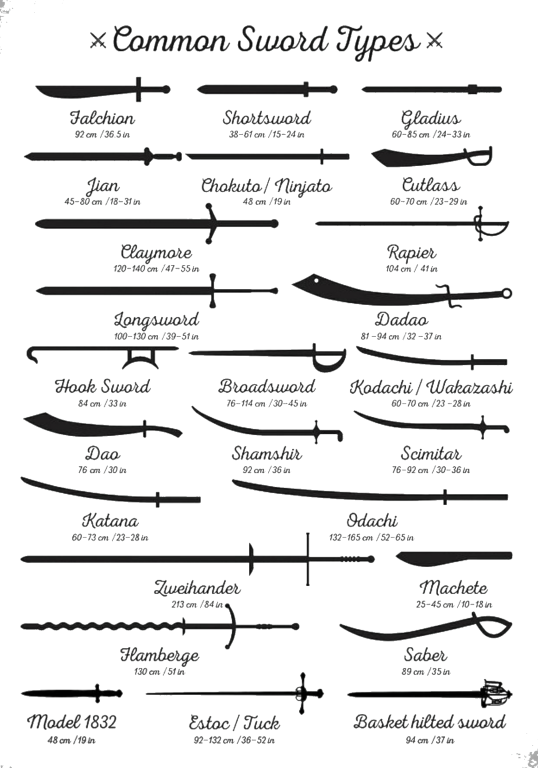 Common Sword Types
Falchion
92 cm / 36.5 in
Shortsword
38-61 cm / 15-24 in
Gladius
60-85 cm / 24-33 in
Jian
45-80 cm / 18-31 in
Chokuto / Ninjato
48 cm / 19 in
Cutlass
60-70 cm / 23-29 in
Claymore
120-140 cm / 47-55 in
Rapier
104 cm / 41 in
Longsword
100-130 cm / 39-51 in
Dadao
81-94 cm / 32-37 in
Hook Sword
84 cm / 33 in
Broadsword
76-114 cm / 30-45 in
Kodachi / Wakazashi
60-70 cm / 23-28 in
Dao
76 cm / 30 in
Shamshir
92 cm / 36 in
Scimitar
76-92 cm / 30-36 in
Katana
60-73 cm / 23-28 in
Odachi
132-165 cm / 52-65 in
Zweihander
213 cm / 84 in
Machete
25-45 cm / 10-18 in
Flamberge
130 cm / 51 in
Saber
89 cm / 35 in
Model 1832
48 cm / 19 in
Estoc / Tuck
92-132 cm / 36-52 in
Basket hilted sword
94 cm / 37 in